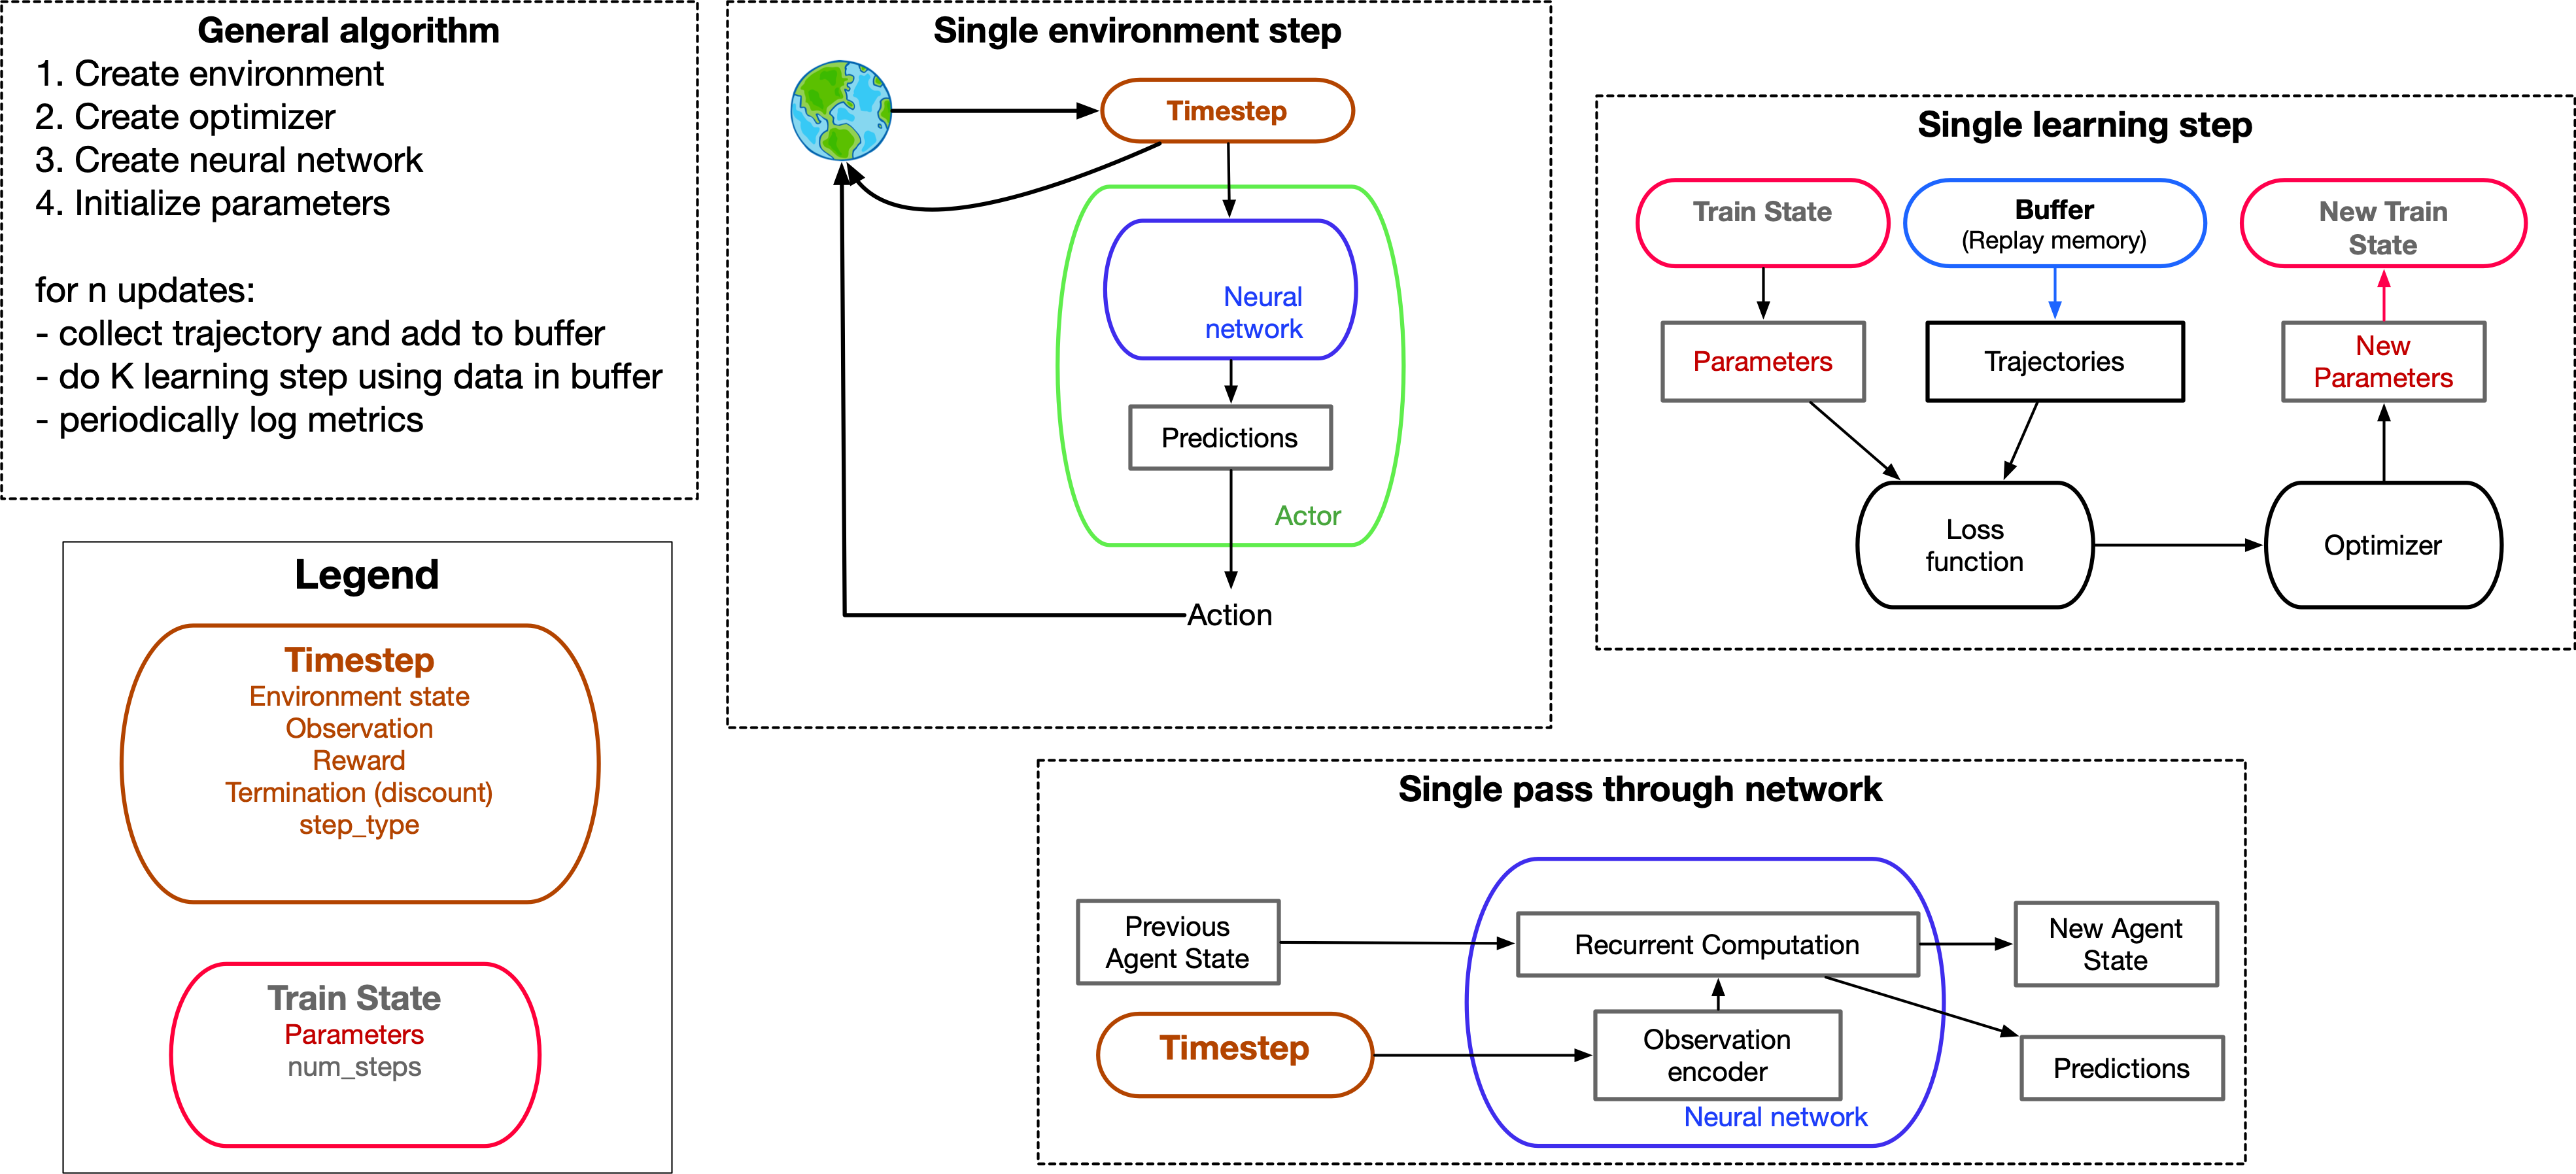 General algorithm
1. Create environment
2. Create optimizer
3. Create neural network
4. Initialize parameters
for n updates:
- collect trajectory and add to buffer
- do K learning step using data in buffer
- periodically log metrics
Legend
Timestep
Environment state
Observation
Reward
Termination (discount)
step_type
Train State
Parameters
num_steps
Single environment step
Timestep
Neural
network
Predictions
Actor
Action
Single learning step
Train State
Buffer
(Replay memory)
New Train
State
Parameters
Trajectories
New
Parameters
Loss
function
Optimizer
Single pass through network
Previous
Agent State
Recurrent Computation
New Agent
State
Timestep
Observation
encoder
Predictions
Neural network